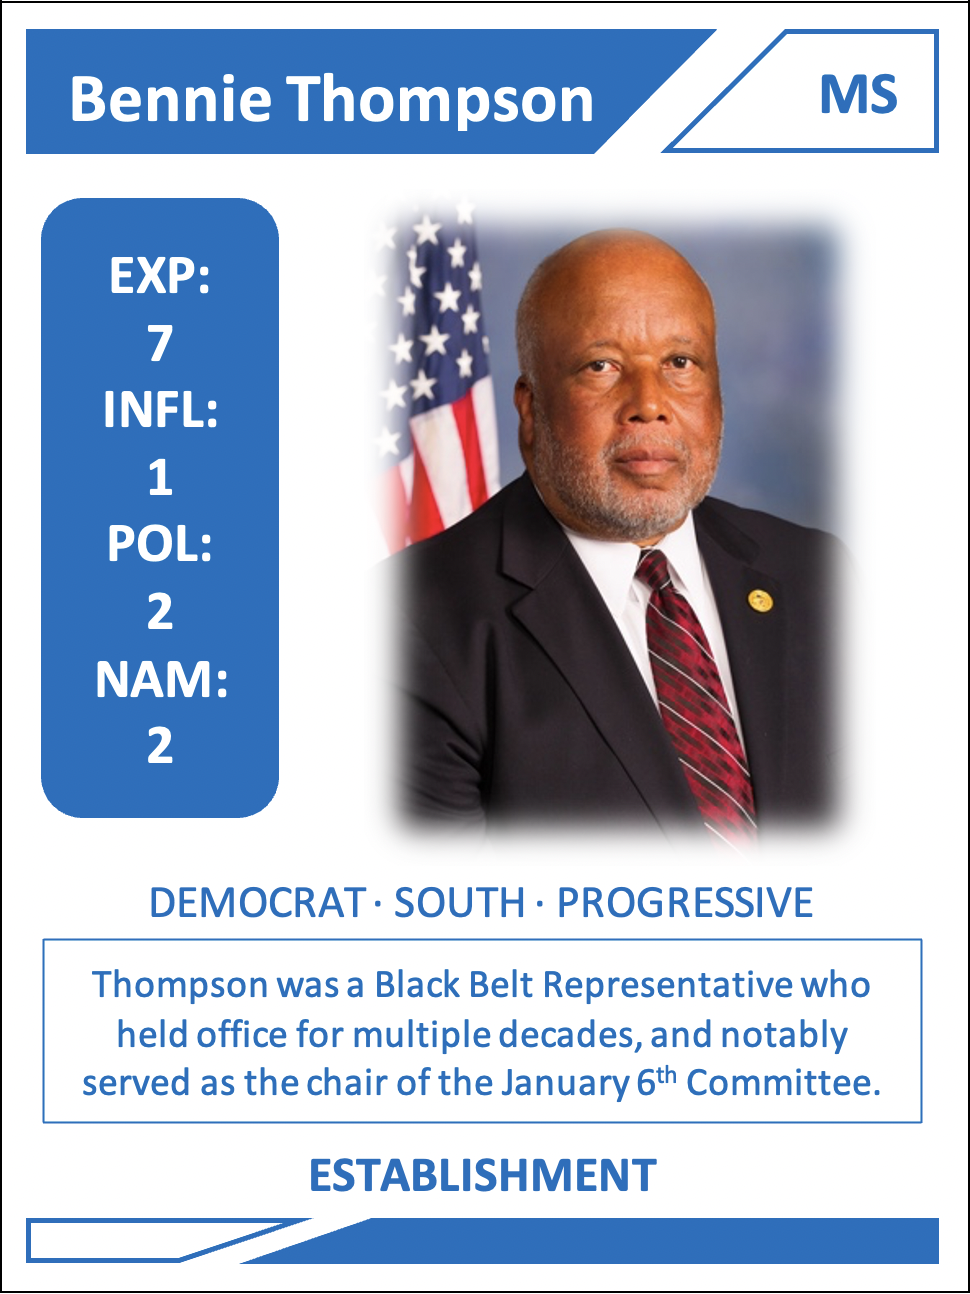 Bennie Thompson
MS
EXP:
7
INFL:
1
POL:
2
NAM:
2
DEMOCRAT · SOUTH · PROGRESSIVE
Thompson was a Black Belt Representative who
held office for multiple decades, and notably
served as the chair of the January 6th Committee.
ESTABLISHMENT